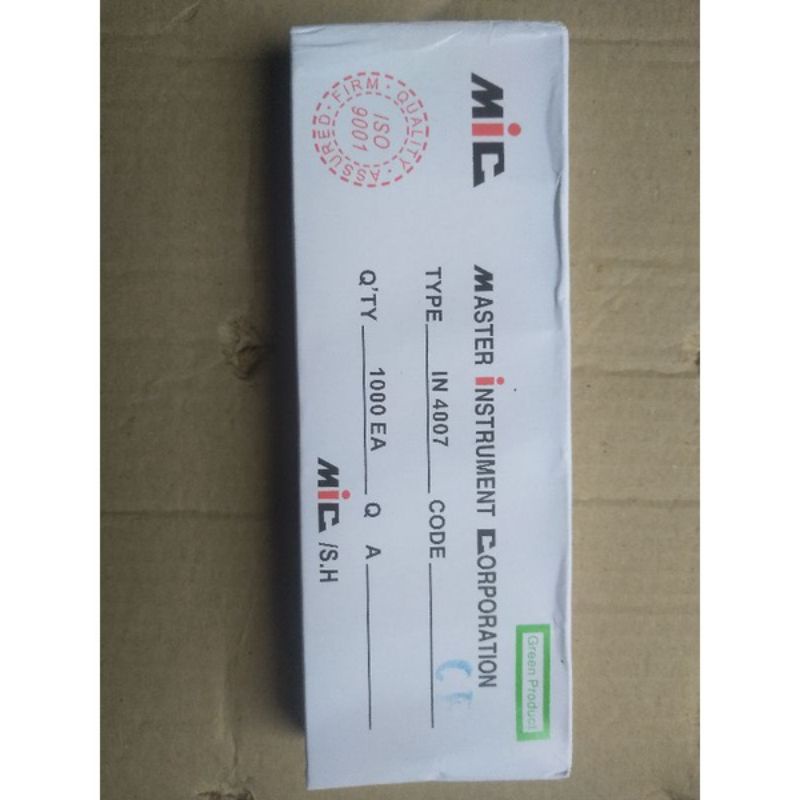 MIC
MASTER INSTRUMENT CORPORATION
Green Product
TYPE IN 4007 CODE
CE
Q'TY 1000 EA Q A
MIC /S.H
ASSURED · FIRM · QUALITY ·
ISO
9001